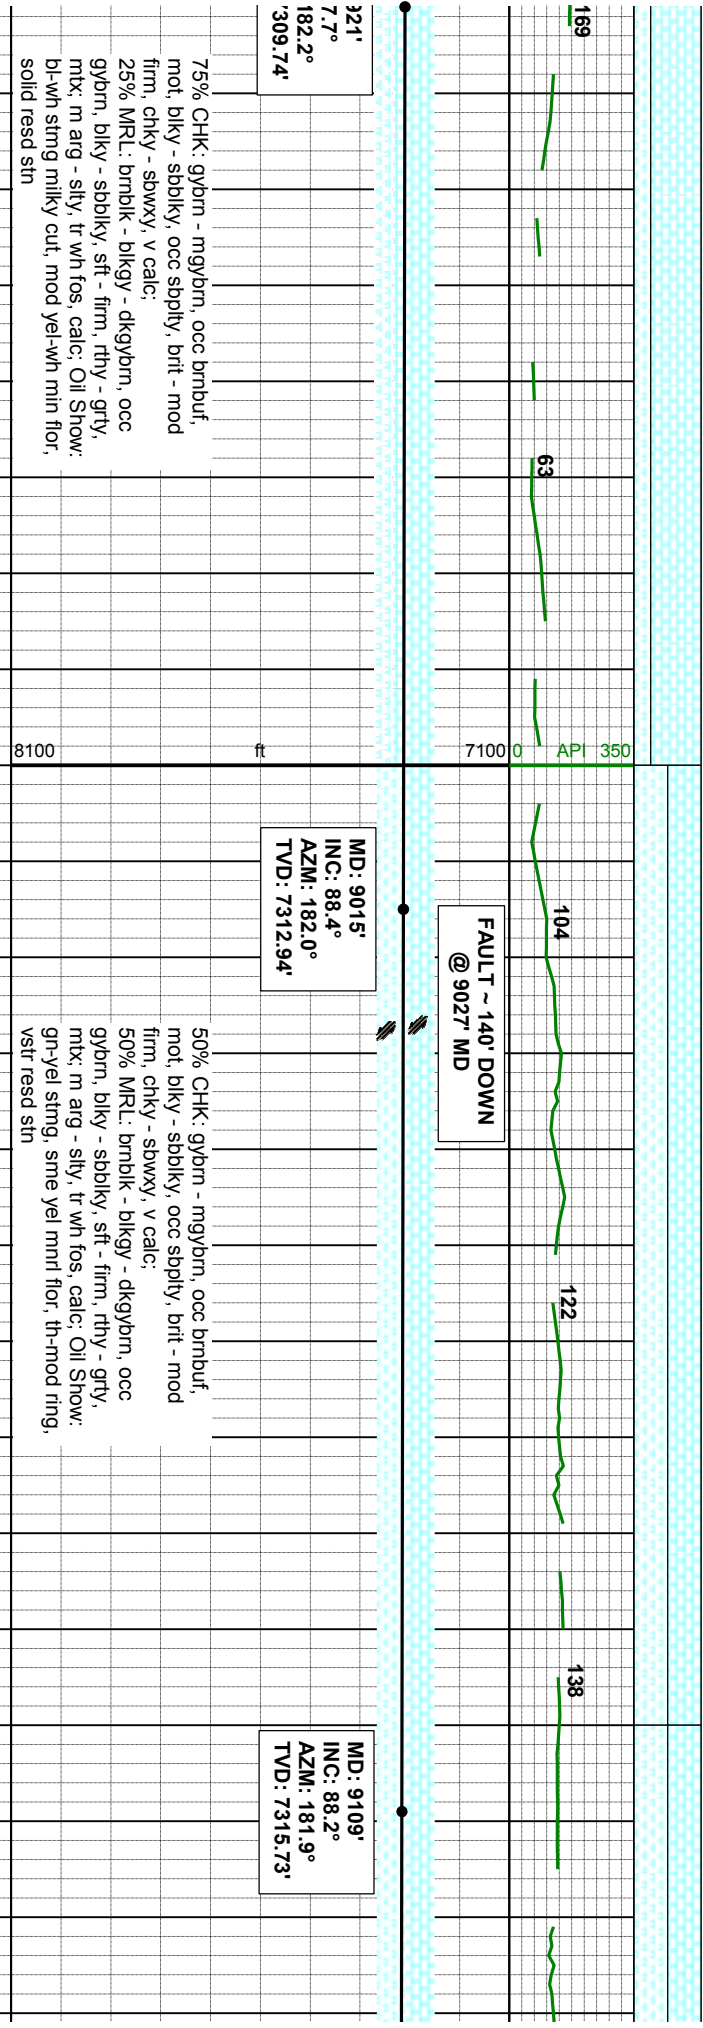 169
63
104
122
138
0 API 350
7100
ft
8100
921'
7.7°
182.2°
309.74'
75% CHK: gybrn - mgybrn, occ brnbuf,
mot, blky - sbblky, occ sbplty, brit - mod
firm, chky - sbwxy, v calc;
25% MRL: brnblk - blkgy - dkgybrn, occ
gybrn, blky - sbblky, sft - firm, rthy - grty,
mtx; m arg - slty, tr wh fos, calc; Oil Show:
bl-wh stmg milky cut, mod yel-wh min flor,
solid resd stn
FAULT ~ 140' DOWN
@ 9027' MD
MD: 9015'
INC: 88.4°
AZM: 182.0°
TVD: 7312.94'
50% CHK: gybrn - mgybrn, occ brnbuf,
mot, blky - sbblky, occ sbplty, brit - mod
firm, chky - sbwxy, v calc;
50% MRL: brnblk - blkgy - dkgybrn, occ
gybrn, blky - sbblky, sft - firm, rthy - grty,
mtx; m arg - slty, tr wh fos, calc; Oil Show:
gn-yel stmg, sme yel mnrl flor, th-mod ring,
vstr resd stn
MD: 9109'
INC: 88.2°
AZM: 181.9°
TVD: 7315.73'